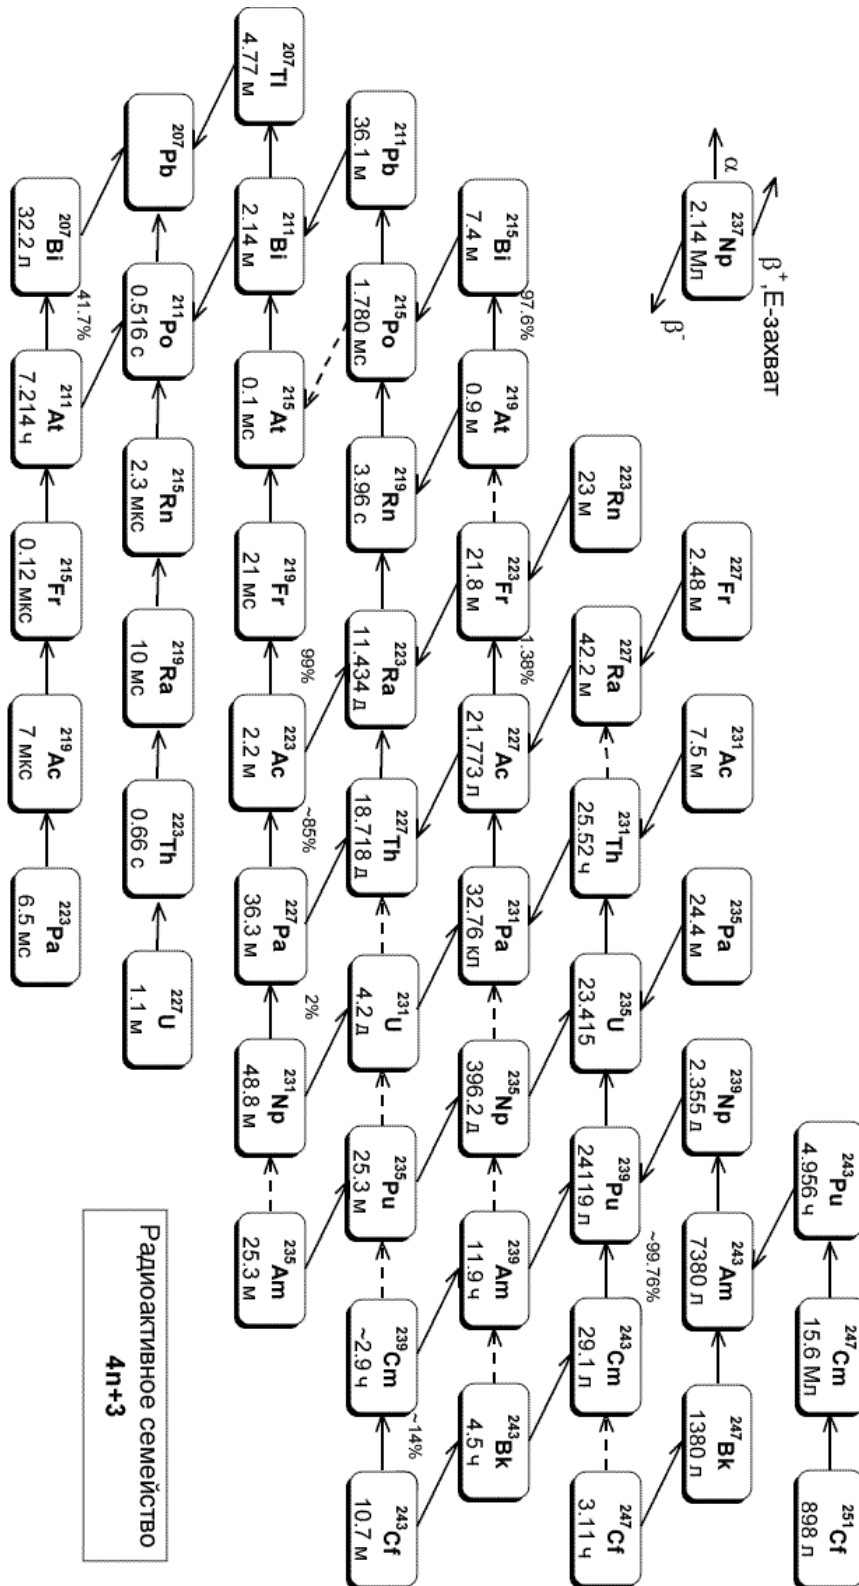 β⁺,E-захват
α
²³⁷Np
2.14 Мл
β⁻
²⁴³Pu
4.956 ч
²⁴⁷Cm
15.6 Мл
²⁵¹Cf
898 л
²²⁷Fr
2.48 м
²³¹Ac
7.5 м
²³⁵Pa
24.4 м
²³⁹Np
2.355 д
²⁴³Am
7380 л
²⁴⁷Bk
1380 л
~99.76%
²²³Rn
23 м
²²⁷Ra
42.2 м
²³¹Th
25.52 ч
²³⁵U
23.415
²³⁹Pu
24119 л
²⁴³Cm
29.1 л
²⁴⁷Cf
3.11 ч
97.6%
1.38%
²¹⁵Bi
7.4 м
²¹⁹At
0.9 м
²²³Fr
21.8 м
²²⁷Ac
21.773 л
²³¹Pa
32.76 кл
²³⁵Np
396.2 д
²³⁹Am
11.9 ч
²⁴³Bk
4.5 ч
~14%
²¹¹Pb
36.1 м
²¹⁵Po
1.780 мс
²¹⁹Rn
3.96 с
²²³Ra
11.434 д
²²⁷Th
18.718 д
²³¹U
4.2 д
²³⁵Pu
25.3 м
²³⁹Cm
~2.9 ч
²⁴³Cf
10.7 м
99%
~85%
2%
²⁰⁷Tl
4.77 м
²¹¹Bi
2.14 м
²¹⁵At
0.1 мс
²¹⁹Fr
21 мс
²²³Ac
2.2 м
²²⁷Pa
36.3 м
²³¹Np
48.8 м
²³⁵Am
25.3 м
²⁰⁷Pb
²¹¹Po
0.516 с
²¹⁵Rn
2.3 мкс
²¹⁹Ra
10 мс
²²³Th
0.66 с
²²⁷U
1.1 м
41.7%
²⁰⁷Bi
32.2 л
²¹¹At
7.214 ч
²¹⁵Fr
0.12 мкс
²¹⁹Ac
7 мкс
²²³Pa
6.5 мс
Радиоактивное семейство
4n+3